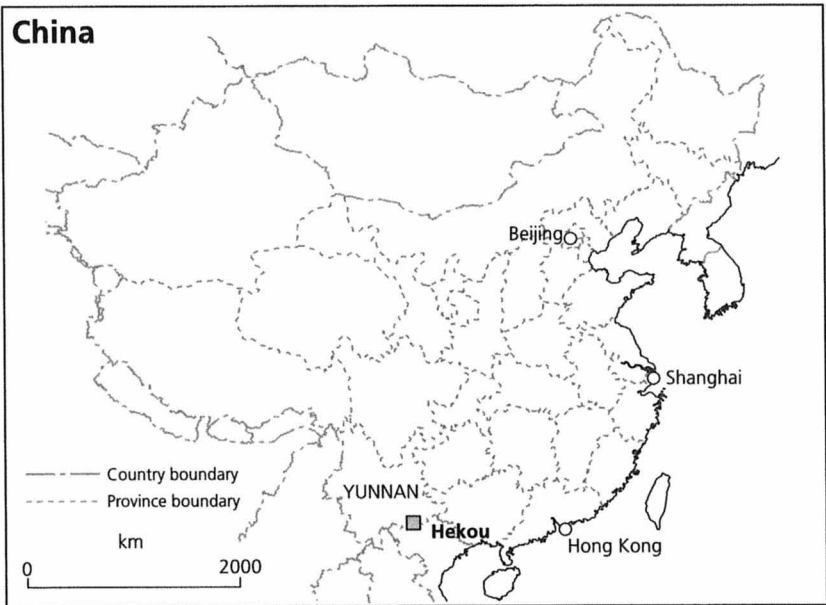 China
Beijing
Shanghai
Country boundary
Province boundary
YUNNAN
km
Hekou
Hong Kong
0 2000